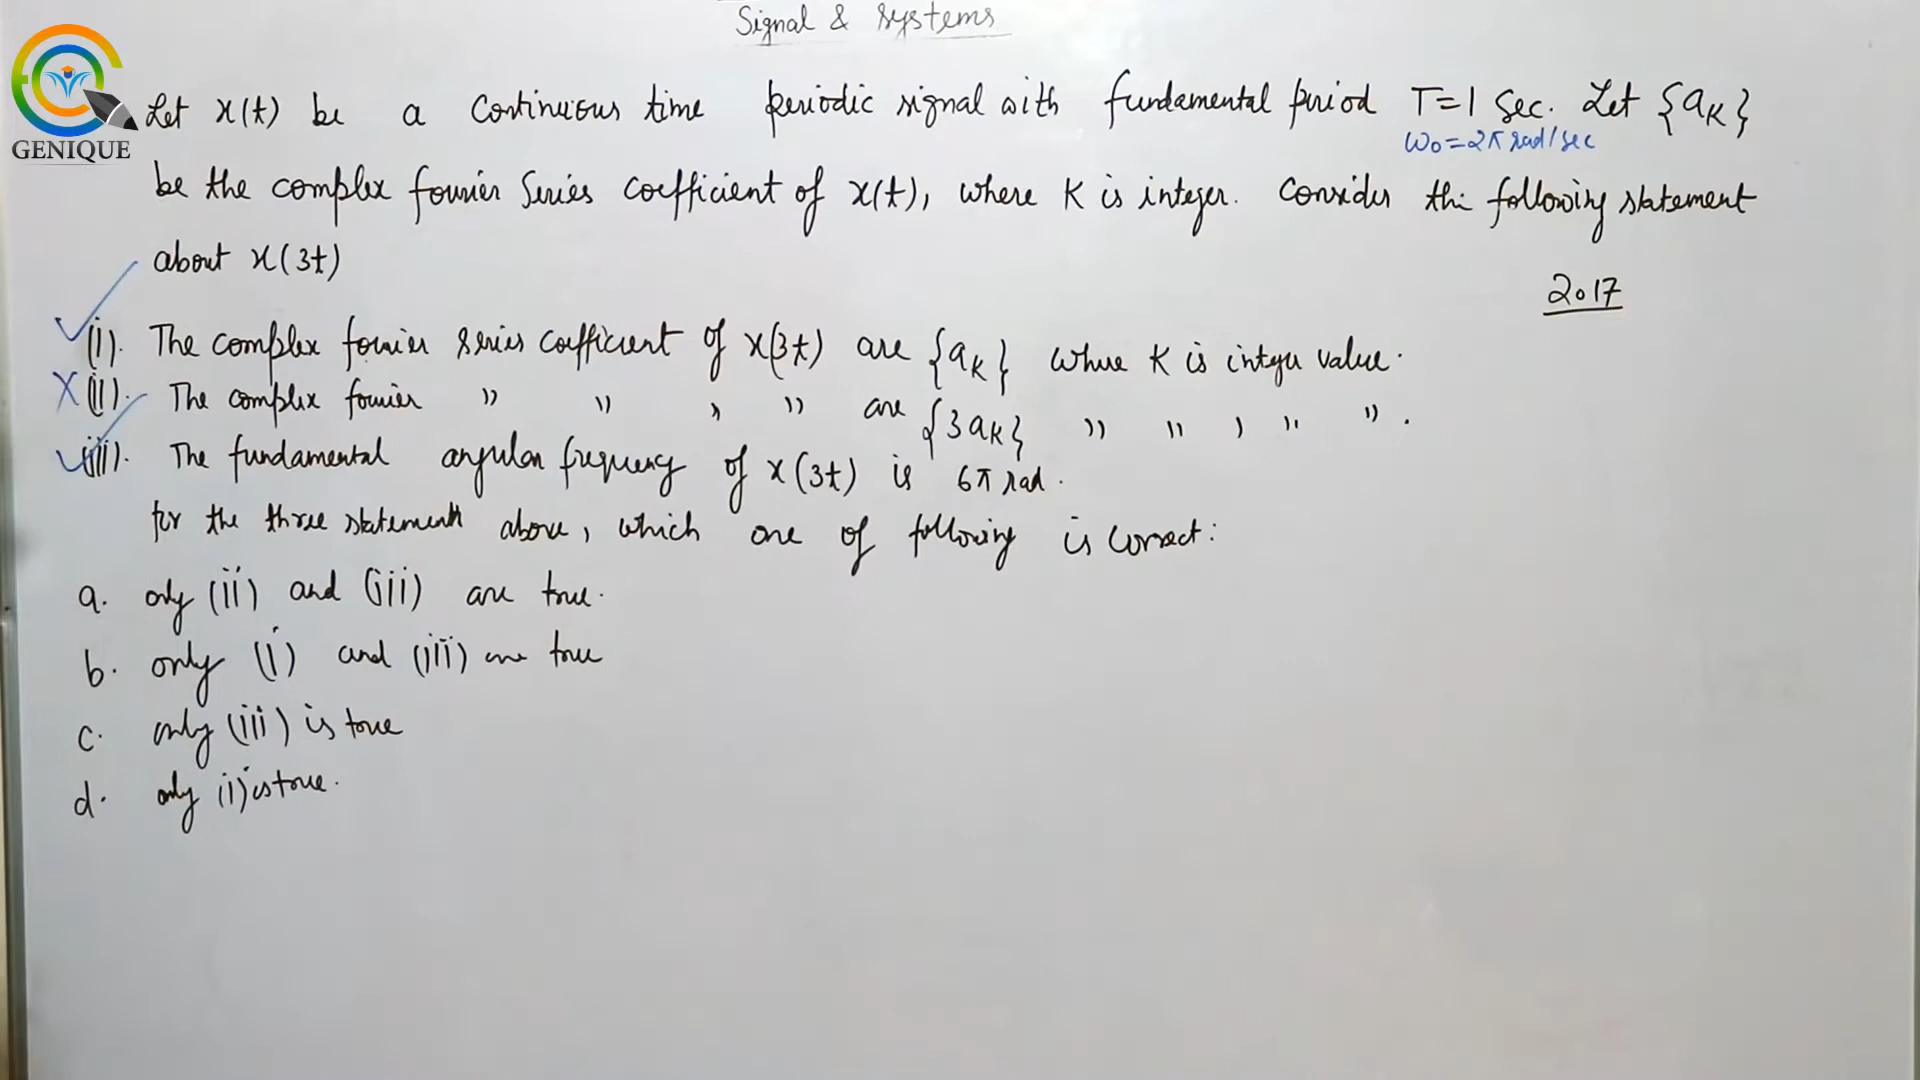 Signal & Systems
GENIQUE
Let x(t) be a Continuous time periodic signal with fundamental period T=1 Sec. Let {aK}
ω0=2π rad/sec
be the complex fourier Series coefficient of x(t), where K is integer. Consider the following statement
about x(3t)
2017
(i). The complex fourier series coefficient of x(3t) are {aK} where K is integer value.
X (ii). The complex fourier " " , " are {3aK} " " , " " .
(iii). The fundamental angular frequency of x(3t) is 6π rad.
for the three statement above, which one of following is correct:
a. only (ii) and (iii) are true.
b. only (i) and (iii) are true
c. only (iii) is true
d. only (i) is true.